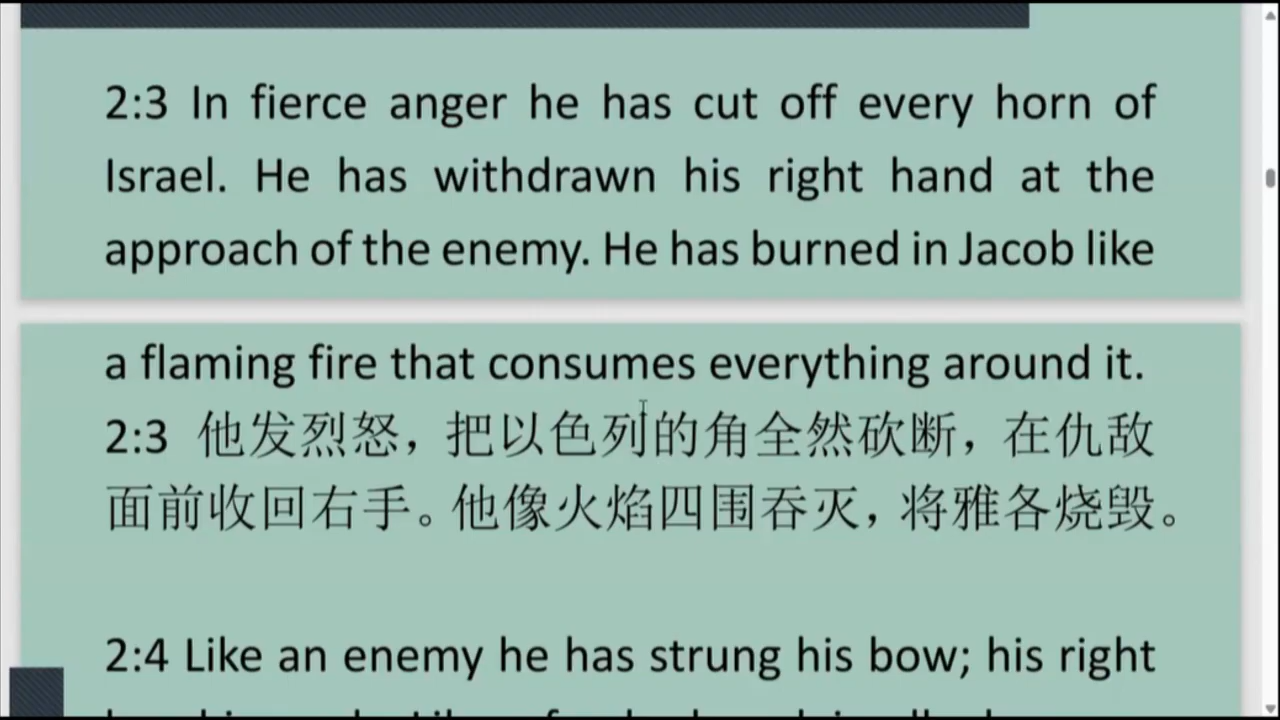 2:3 In fierce anger he has cut off every horn of
Israel. He has withdrawn his right hand at the
approach of the enemy. He has burned in Jacob like
a flaming fire that consumes everything around it.
2:3 他发烈怒，把以色列的角全然砍断，在仇敌
面前收回右手。他像火焰四围吞灭，将雅各烧毁。
2:4 Like an enemy he has strung his bow; his right